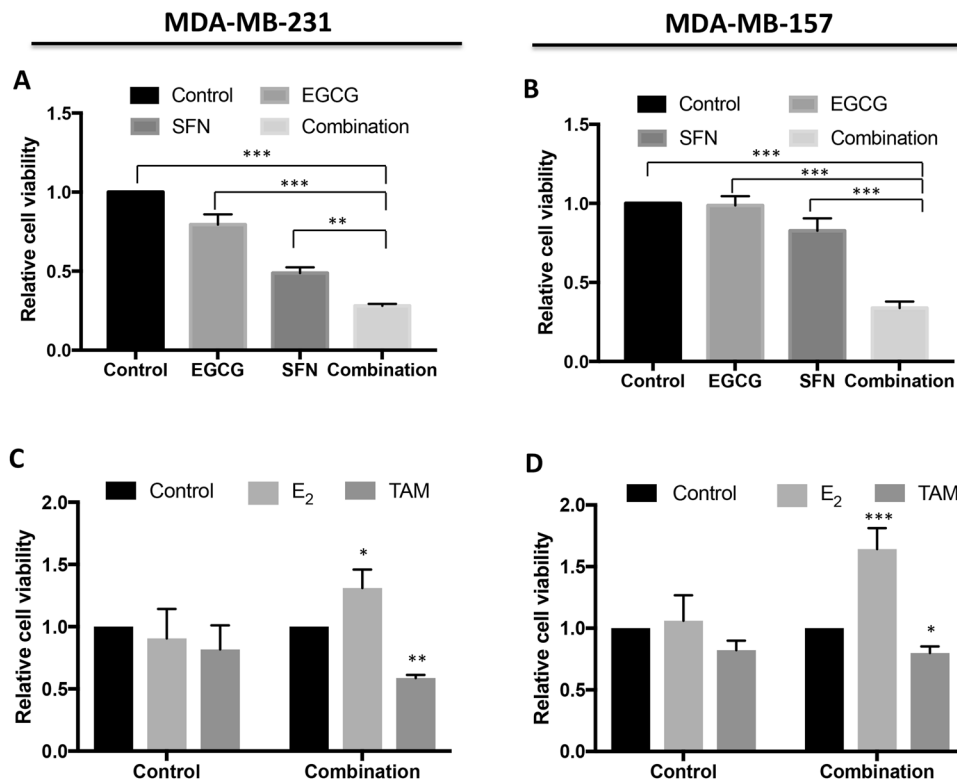 MDA-MB-231
MDA-MB-157
A
Control EGCG
SFN Combination
Relative cell viability
1.5
1.0
0.5
0.0
***
***
**
Control EGCG SFN Combination
B
Control EGCG
SFN Combination
Relative cell viability
1.5
1.0
0.5
0.0
***
***
***
Control EGCG SFN Combination
C
Control E₂ TAM
Relative cell viability
2.0
1.5
1.0
0.5
0.0
*
**
Control Combination
D
Control E₂ TAM
Relative cell viability
2.0
1.5
1.0
0.5
0.0
***
*
Control Combination